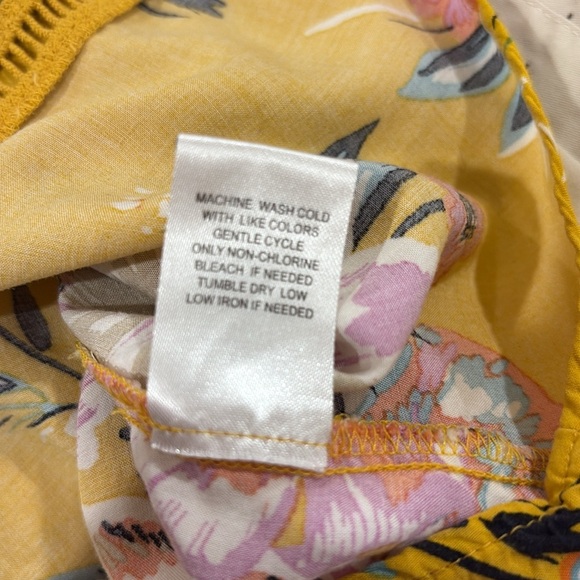 MACHINE WASH COLD
WITH LIKE COLORS
GENTLE CYCLE
ONLY NON-CHLORINE
BLEACH IF NEEDED
TUMBLE DRY LOW
LOW IRON IF NEEDED